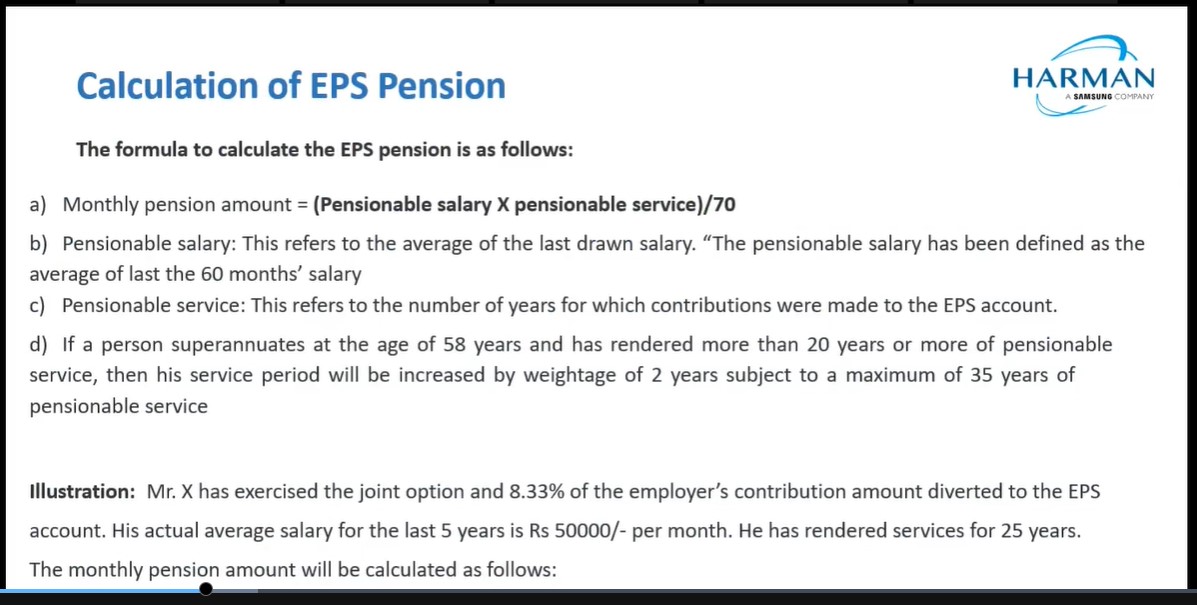 HARMAN
A SAMSUNG COMPANY
Calculation of EPS Pension
The formula to calculate the EPS pension is as follows:
a) Monthly pension amount = (Pensionable salary X pensionable service)/70
b) Pensionable salary: This refers to the average of the last drawn salary. “The pensionable salary has been defined as the
average of last the 60 months’ salary
c) Pensionable service: This refers to the number of years for which contributions were made to the EPS account.
d) If a person superannuates at the age of 58 years and has rendered more than 20 years or more of pensionable
service, then his service period will be increased by weightage of 2 years subject to a maximum of 35 years of
pensionable service
Illustration: Mr. X has exercised the joint option and 8.33% of the employer’s contribution amount diverted to the EPS
account. His actual average salary for the last 5 years is Rs 50000/- per month. He has rendered services for 25 years.
The monthly pension amount will be calculated as follows: